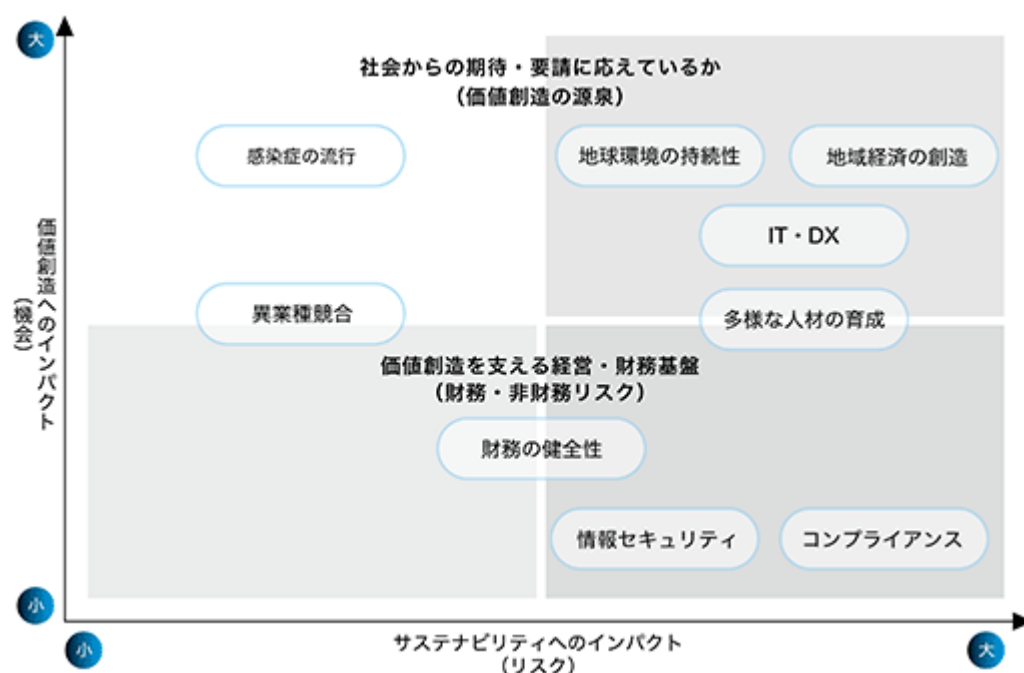 大
社会からの期待・要請に応えているか
（価値創造の源泉）
感染症の流行
地球環境の持続性
地域経済の創造
IT・DX
価値創造へのインパクト
（機会）
異業種競合
多様な人材の育成
価値創造を支える経営・財務基盤
（財務・非財務リスク）
財務の健全性
情報セキュリティ
コンプライアンス
小
小
サステナビリティへのインパクト
（リスク）
大